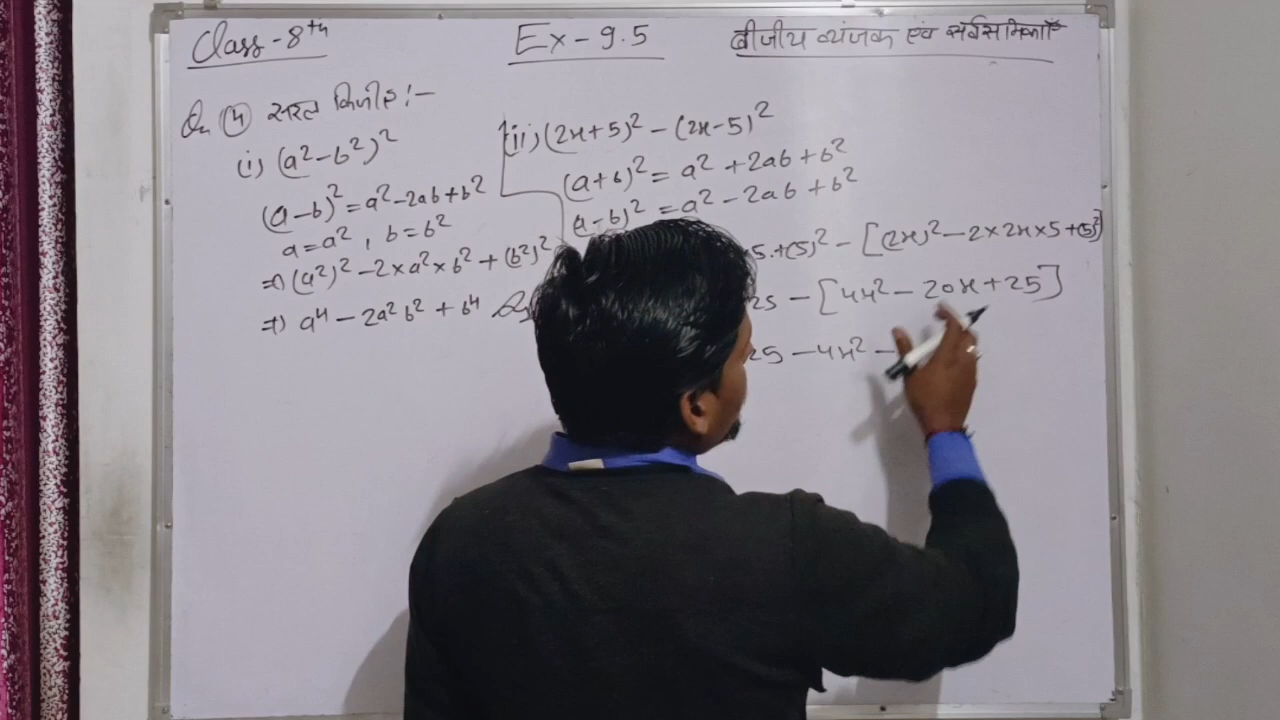 Class-8th
Ex-9.5
बीजीय व्यंजक एवं सर्वसमिकाएँ
Qn (4) सरल कीजिए :-
(i) (a²-b²)²
(a-b)² = a²-2ab+b²
a=a² , b=b²
⇒ (a²)² -2×a²×b² + (b²)²
⇒ a⁴ - 2a²b² + b⁴
(ii) (2x+5)² - (2x-5)²
(a+b)² = a² + 2ab + b²
(a-b)² = a² - 2ab + b²
5+(5)² - [(2x)² - 2×2x×5+(5)²]
25 - [4x² - 20x + 25]
25 - 4x² -